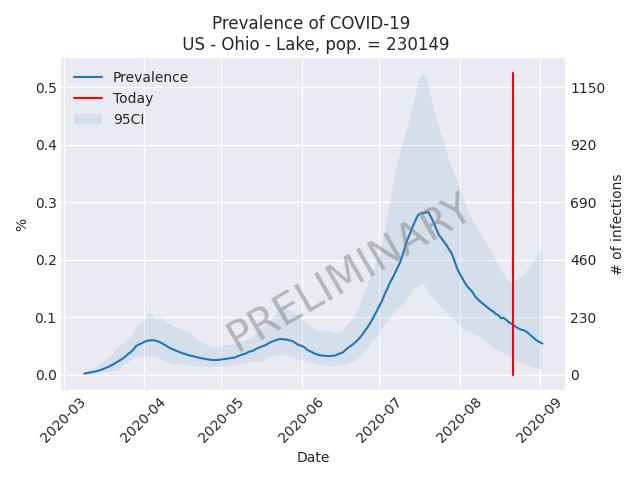 Prevalence of COVID-19
US - Ohio - Lake, pop. = 230149
Prevalence
Today
95CI
PRELIMINARY
0.5
0.4
0.3
0.2
0.1
0.0
%
1150
920
690
460
230
0
# of infections
2020-03
2020-04
2020-05
2020-06
2020-07
2020-08
2020-09
Date